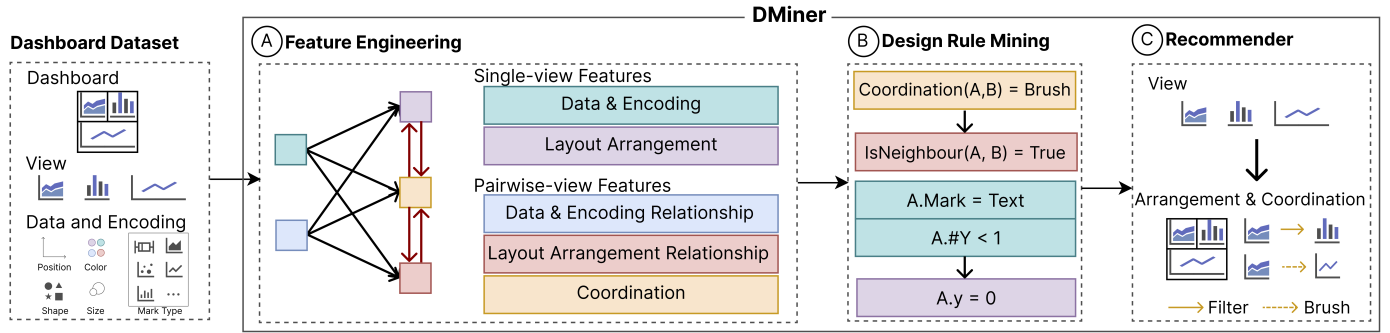 DMiner
Dashboard Dataset
Dashboard
View
Data and Encoding
Position
Color
Shape
Size
Mark Type
A
Feature Engineering
Single-view Features
Data & Encoding
Layout Arrangement
Pairwise-view Features
Data & Encoding Relationship
Layout Arrangement Relationship
Coordination
B
Design Rule Mining
Coordination(A,B) = Brush
IsNeighbour(A, B) = True
A.Mark = Text
A.#Y < 1
A.y = 0
C
Recommender
View
Arrangement & Coordination
Filter
Brush